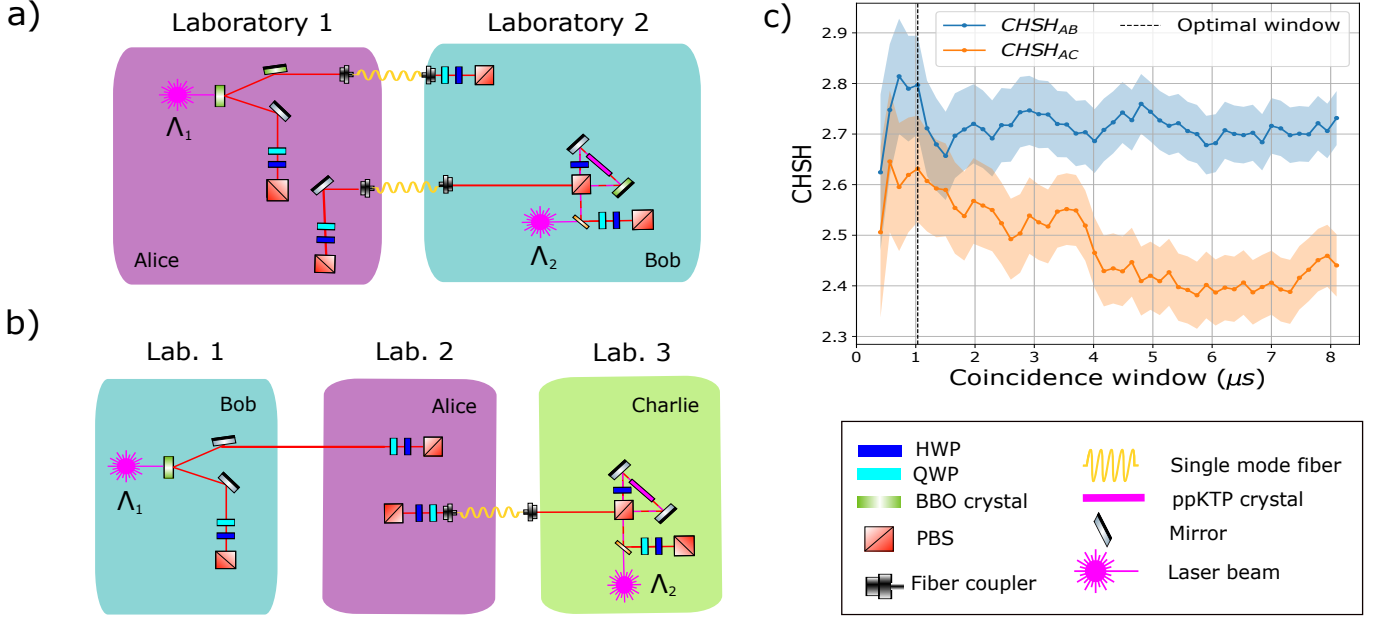 a)
Laboratory 1
Laboratory 2
Λ1
Λ2
Alice
Bob
b)
Lab. 1
Lab. 2
Lab. 3
Bob
Alice
Charlie
Λ1
Λ2
c)
CHSH_AB
CHSH_AC
Optimal window
2.9
2.8
2.7
2.6
2.5
2.4
2.3
CHSH
0 1 2 3 4 5 6 7 8
Coincidence window (μs)
HWP
QWP
BBO crystal
PBS
Fiber coupler
Single mode fiber
ppKTP crystal
Mirror
Laser beam